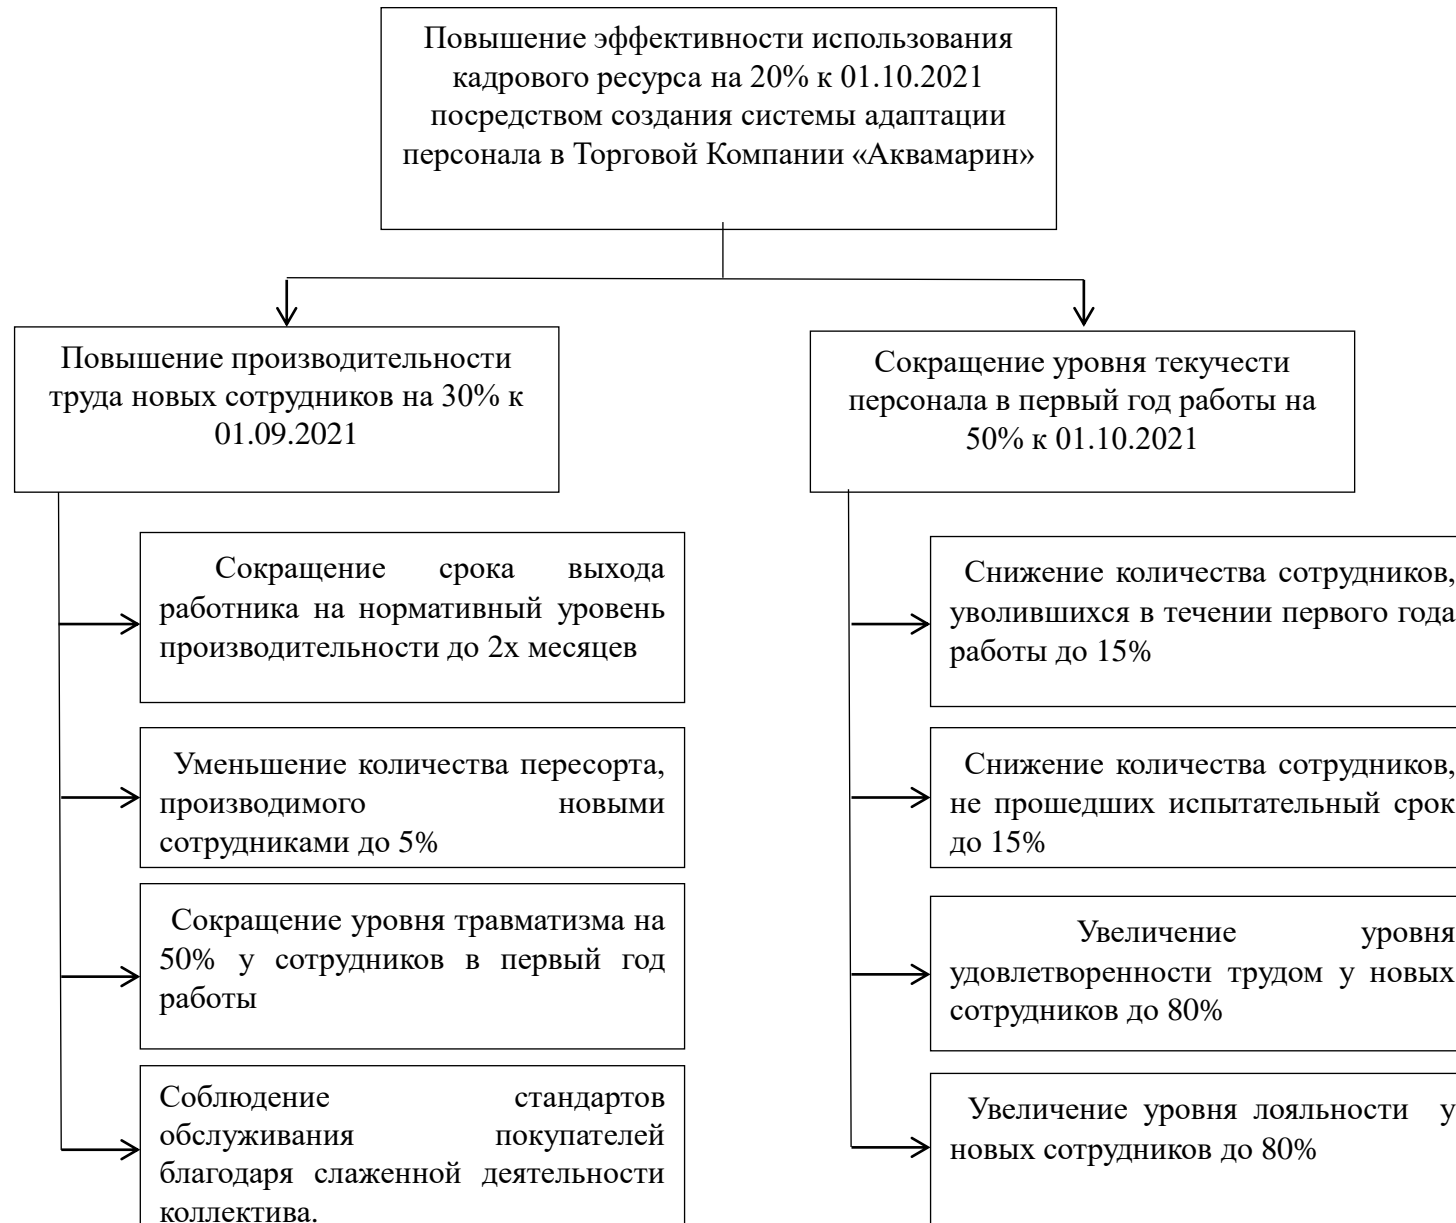 Повышение эффективности использования
кадрового ресурса на 20% к 01.10.2021
посредством создания системы адаптации
персонала в Торговой Компании «Аквамарин»
Повышение производительности
труда новых сотрудников на 30% к
01.09.2021
Сокращение срока выхода
работника на нормативный уровень
производительности до 2х месяцев
Уменьшение количества пересорта,
производимого новыми
сотрудниками до 5%
Сокращение уровня травматизма на
50% у сотрудников в первый год
работы
Соблюдение стандартов
обслуживания покупателей
благодаря слаженной деятельности
коллектива.
Сокращение уровня текучести
персонала в первый год работы на
50% к 01.10.2021
Снижение количества сотрудников,
уволившихся в течении первого года
работы до 15%
Снижение количества сотрудников,
не прошедших испытательный срок
до 15%
Увеличение уровня
удовлетворенности трудом у новых
сотрудников до 80%
Увеличение уровня лояльности у
новых сотрудников до 80%